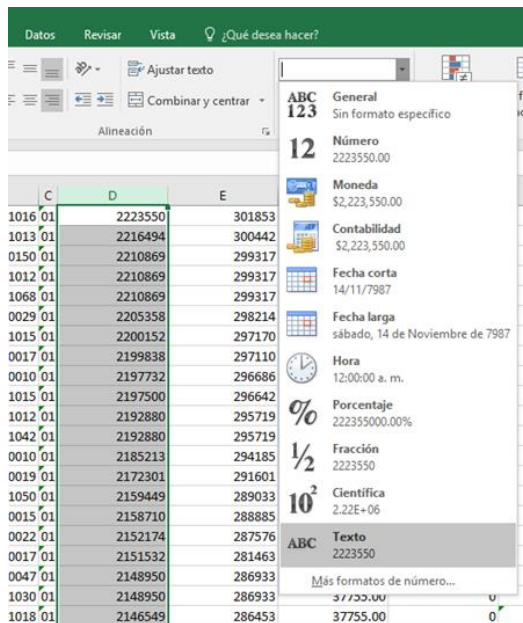 Datos Revisar Vista ¿Qué desea hacer?
Ajustar texto
Combinar y centrar
Alineación
ABC
123
General
Sin formato específico
12
Número
2223550.00
Moneda
$2,223,550.00
Contabilidad
$2,223,550.00
Fecha corta
14/11/7987
Fecha larga
sábado, 14 de Noviembre de 7987
Hora
12:00:00 a. m.
%
Porcentaje
222355000.00%
1/2
Fracción
2223550
10²
Científica
2.22E+06
ABC
Texto
2223550
Más formatos de número...
C D E
1016 01 2223550 301853
1013 01 2216494 300442
0150 01 2210869 299317
1012 01 2210869 299317
1068 01 2210869 299317
0029 01 2205358 298214
1015 01 2200152 297170
0017 01 2199838 297110
0010 01 2197732 296686
1015 01 2197500 296642
1012 01 2192880 295719
1042 01 2192880 295719
0010 01 2185213 294185
0019 01 2172301 291601
1050 01 2159449 289033
0015 01 2158710 288885
0022 01 2152174 287576
0017 01 2151532 281463
0047 01 2148950 286933
1030 01 2148950 286933 37755.00 0
1018 01 2146549 286453 37755.00 0